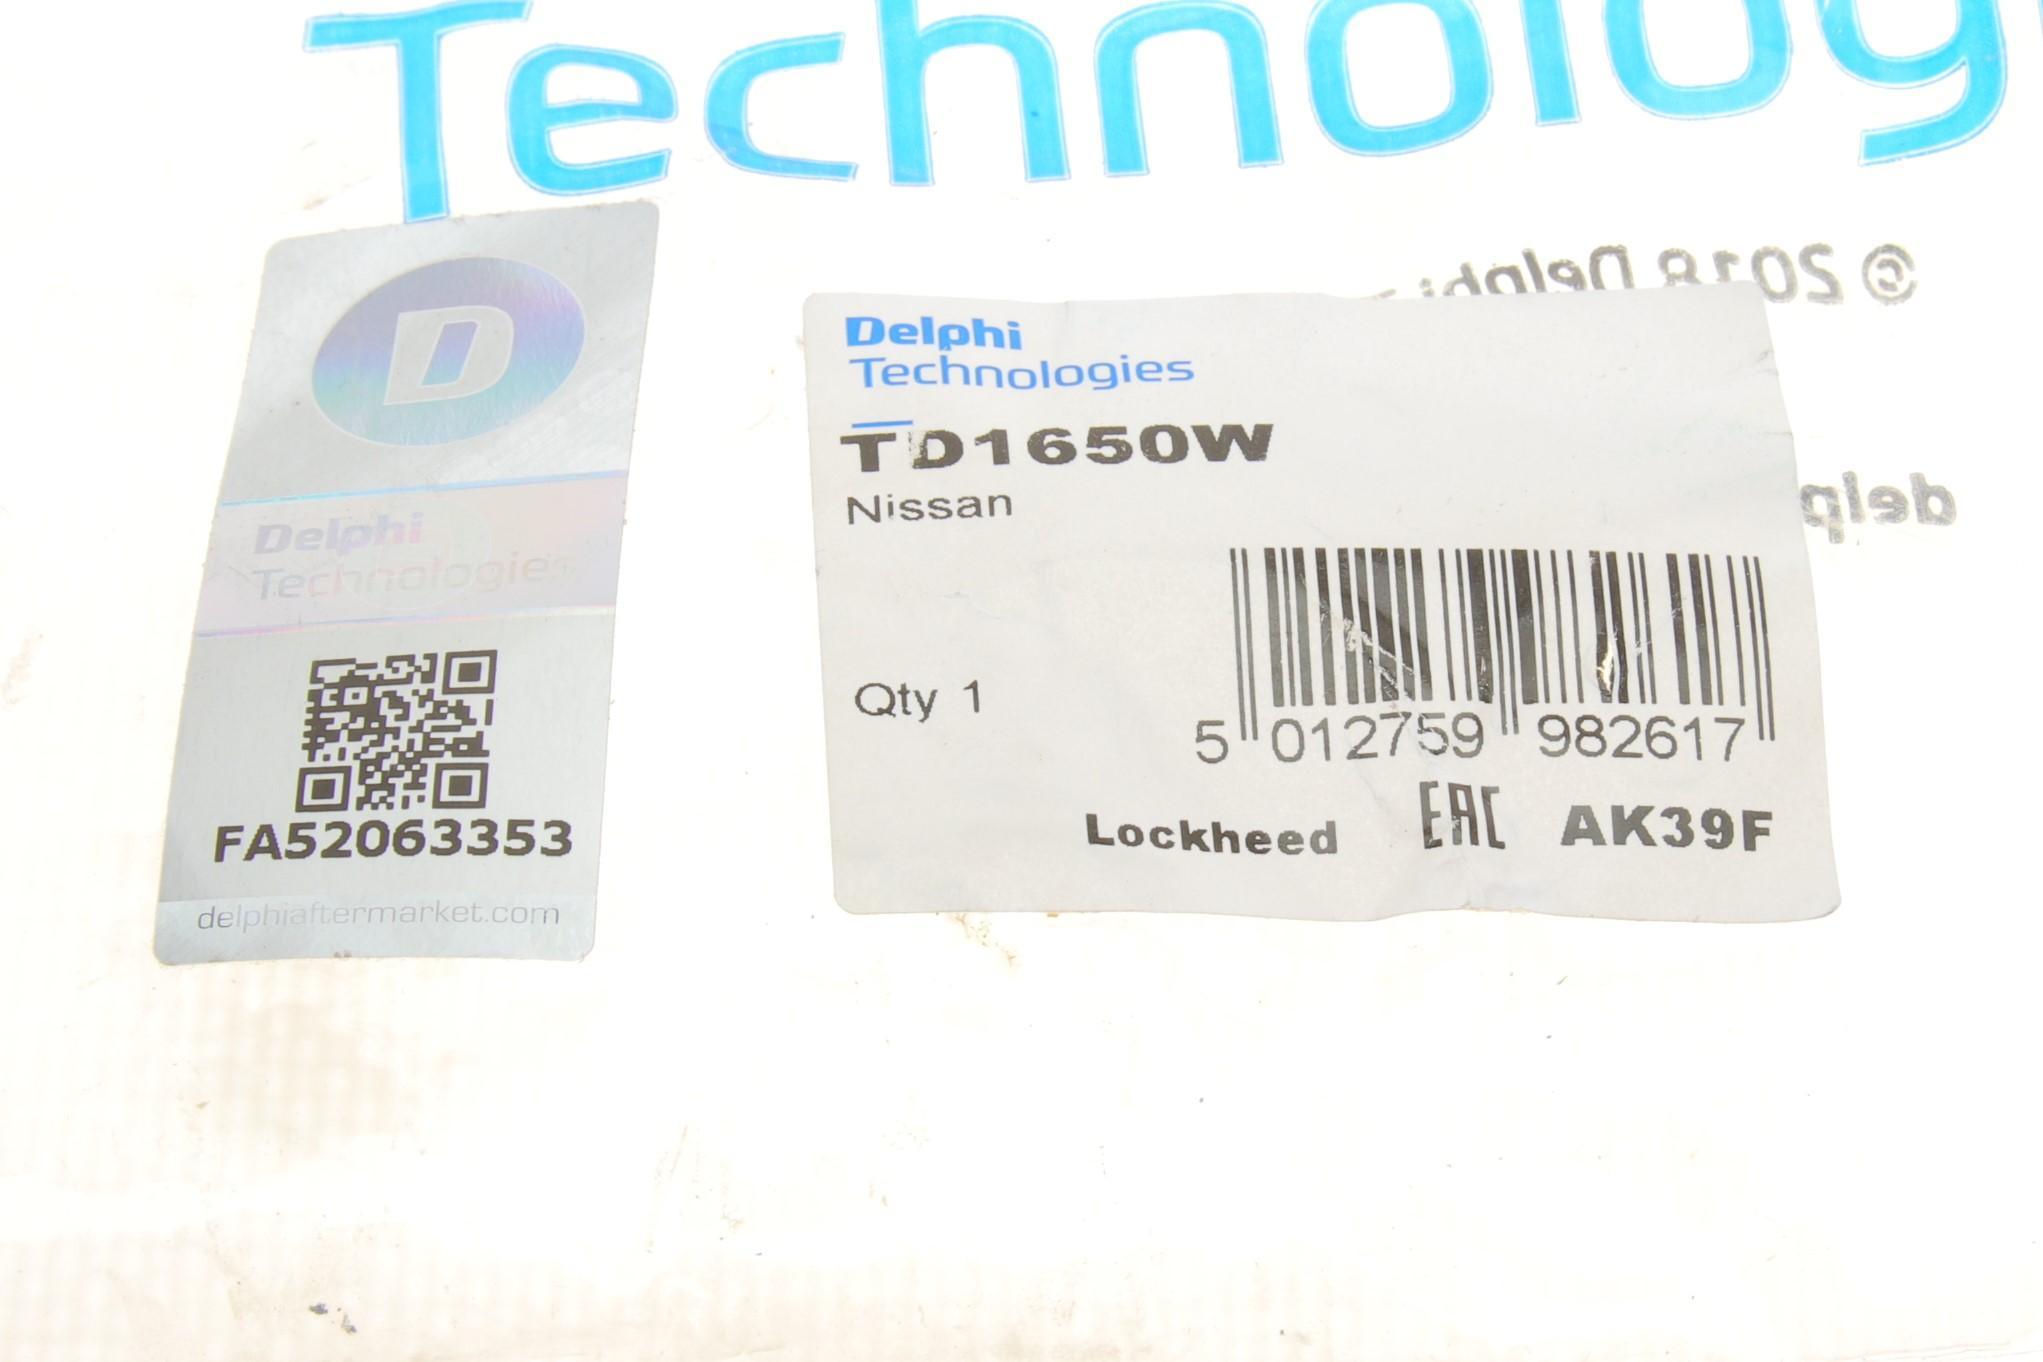 Technolog
© 2018 Delphi
Delphi
Technologies
TD1650W
Nissan
Qty 1
5 012759 982617
Lockheed EAC AK39F
delp
D
Delphi
Technologies
FA52063353
delphiaftermarket.com